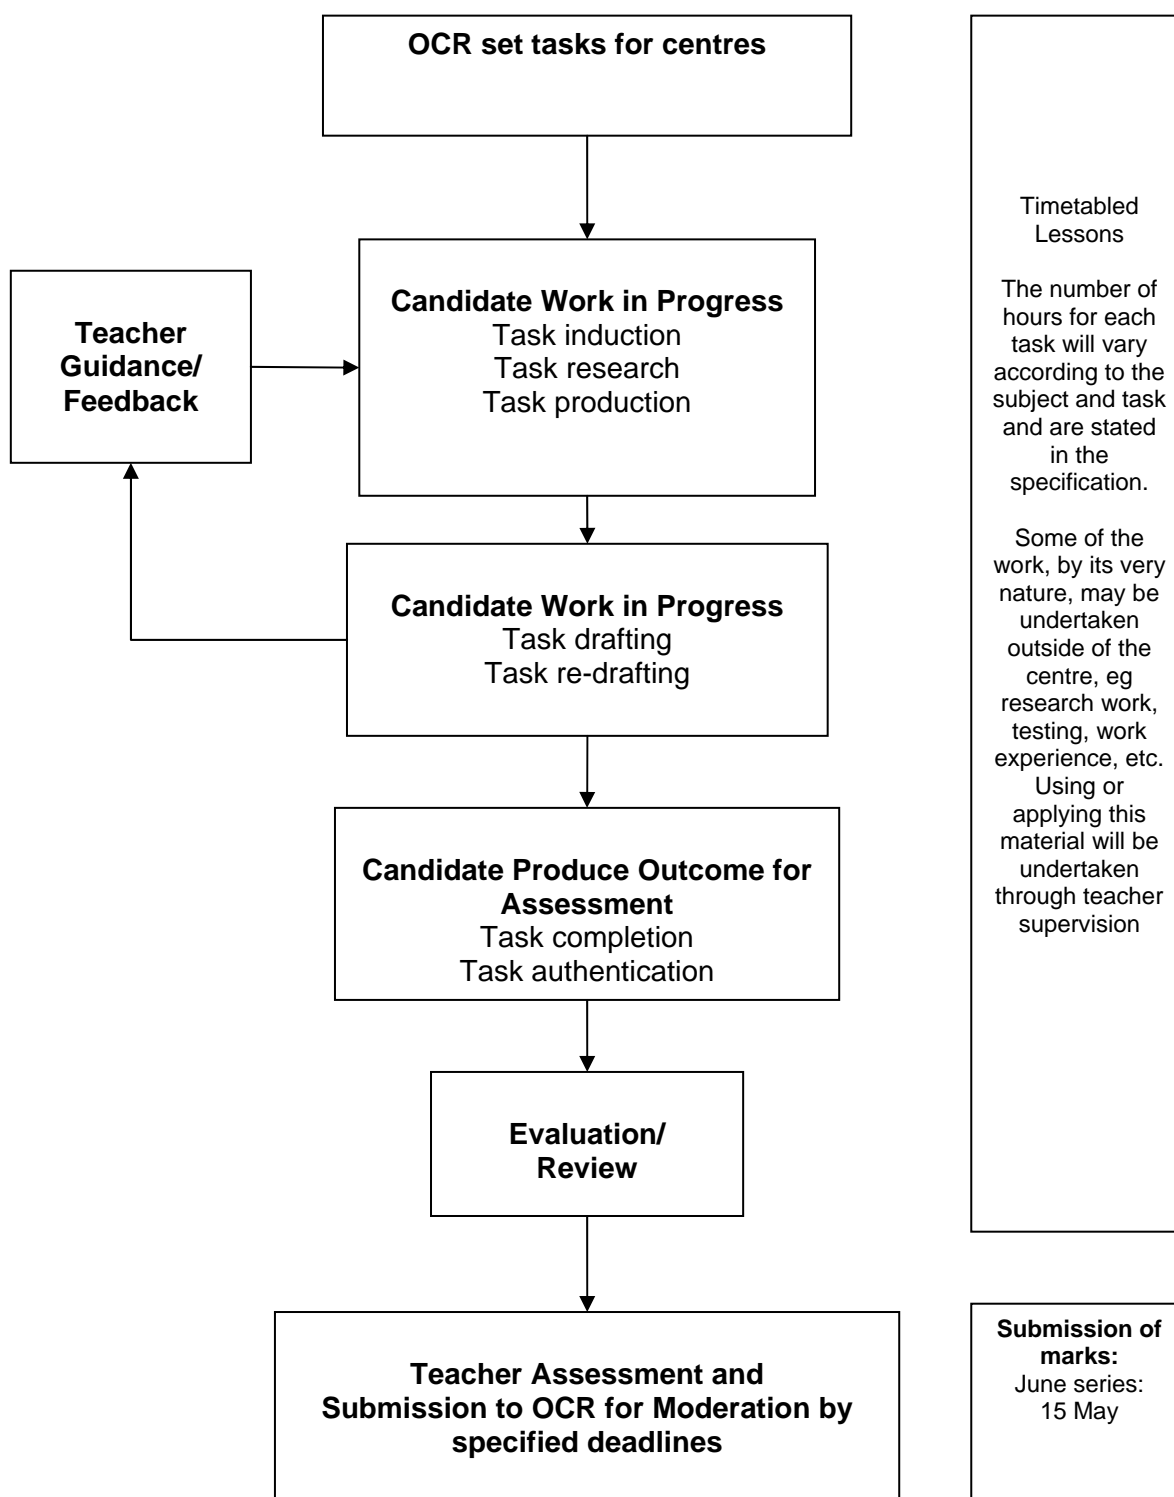 OCR set tasks for centres
Candidate Work in Progress
Task induction
Task research
Task production
Teacher
Guidance/
Feedback
Candidate Work in Progress
Task drafting
Task re-drafting
Candidate Produce Outcome for
Assessment
Task completion
Task authentication
Evaluation/
Review
Teacher Assessment and
Submission to OCR for Moderation by
specified deadlines
Timetabled
Lessons
The number of
hours for each
task will vary
according to the
subject and task
and are stated
in the
specification.
Some of the
work, by its very
nature, may be
undertaken
outside of the
centre, eg
research work,
testing, work
experience, etc.
Using or
applying this
material will be
undertaken
through teacher
supervision
Submission of
marks:
June series:
15 May